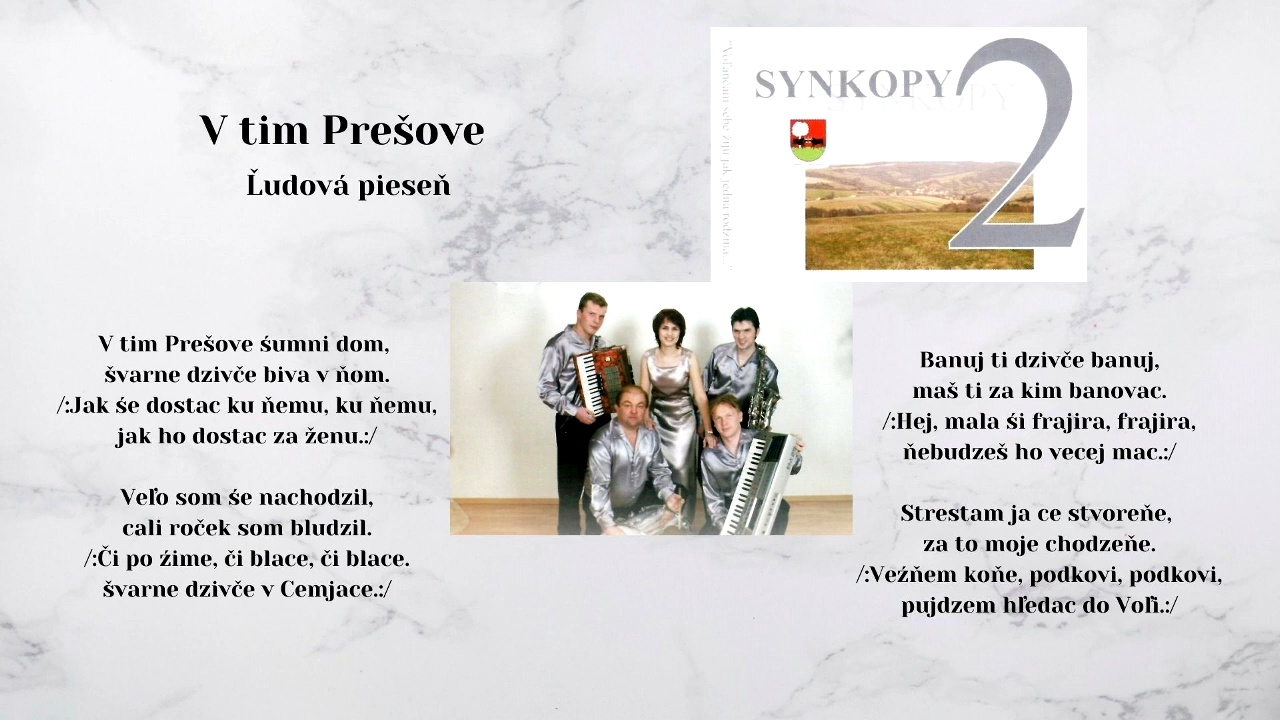 V tim Prešove
Ľudová pieseň
SYNKOPY 2
V tim Prešove śumni dom,
švarne dzivče biva v ňom.
/:Jak śe dostac ku ňemu, ku ňemu,
jak ho dostac za ženu.:/
Veľo som śe nachodzil,
cali roček som bludzil.
/:Či po źime, či blace, či blace.
švarne dzivče v Cemjace.:/
Banuj ti dzivče banuj,
maš ti za kim banovac.
/:Hej, mala śi frajira, frajira,
ňebudzeš ho vecej mac.:/
Strestam ja ce stvoreňe,
za to moje chodzeňe.
/:Veźňem koňe, podkovi, podkovi,
pujdzem hľedac do Voľi.:/